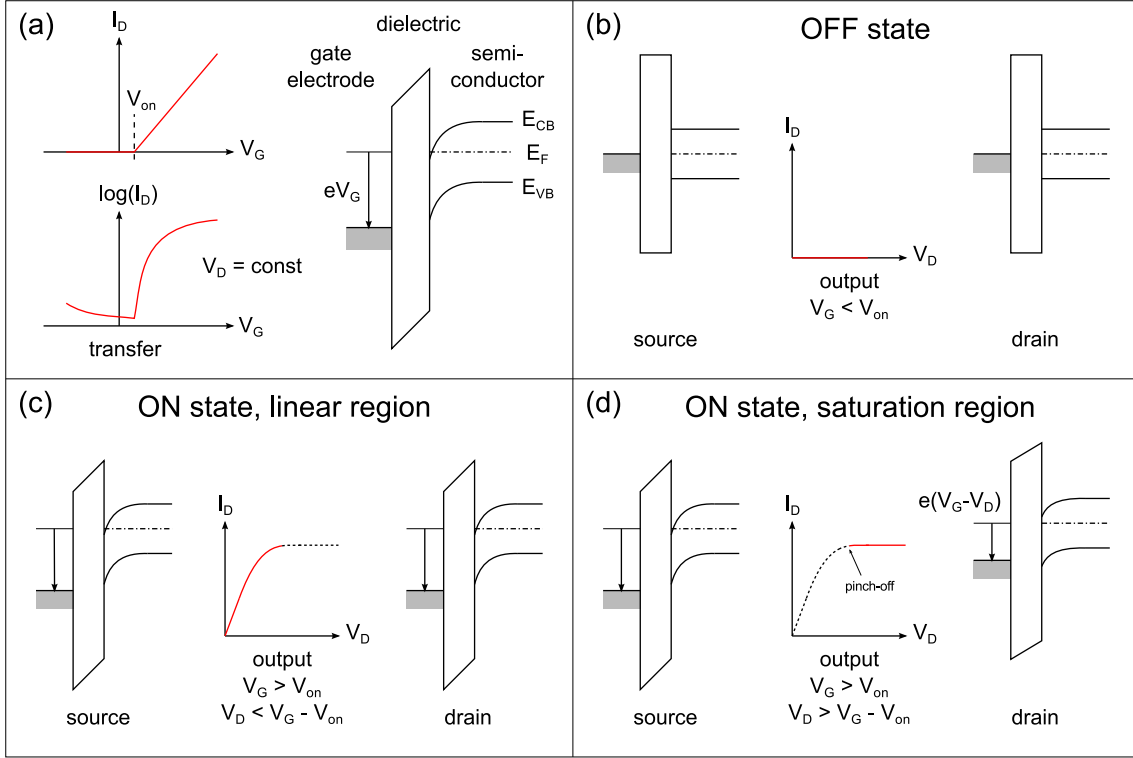 (a)
I_D
V_on
V_G
log(I_D)
V_D = const
V_G
transfer
dielectric
gate
electrode
semi-
conductor
E_CB
E_F
E_VB
eV_G
(b)
OFF state
I_D
V_D
output
V_G < V_on
source
drain
(c)
ON state, linear region
I_D
V_D
output
V_G > V_on
V_D < V_G - V_on
source
drain
(d)
ON state, saturation region
I_D
pinch-off
V_D
e(V_G-V_D)
output
V_G > V_on
V_D > V_G - V_on
source
drain